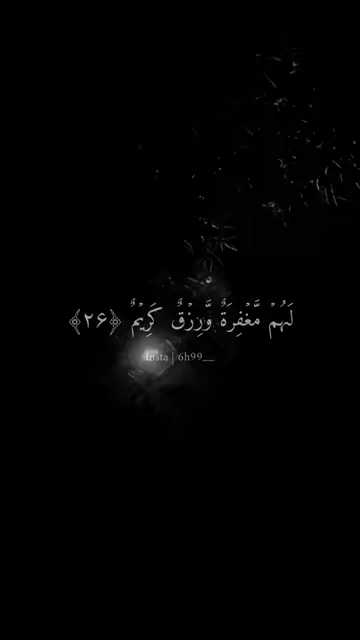 لَهُم مَّغْفِرَةٌ وَّرِزْقٌ كَرِيمٌ ﴿٢٦﴾
Insta | 6h99__